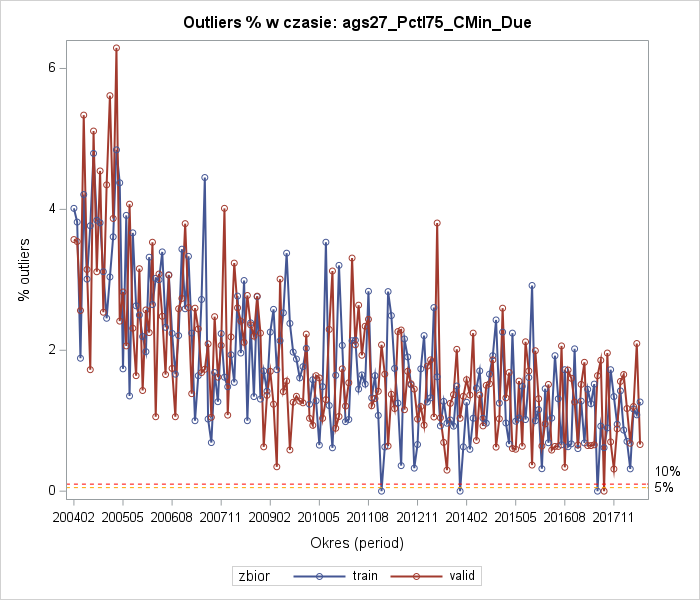 Outliers % w czasie: ags27_Pctl75_CMin_Due
% outliers
6
4
2
0
10%
5%
200402 200505 200608 200711 200902 201005 201108 201211 201402 201505 201608 201711
Okres (period)
zbior train valid